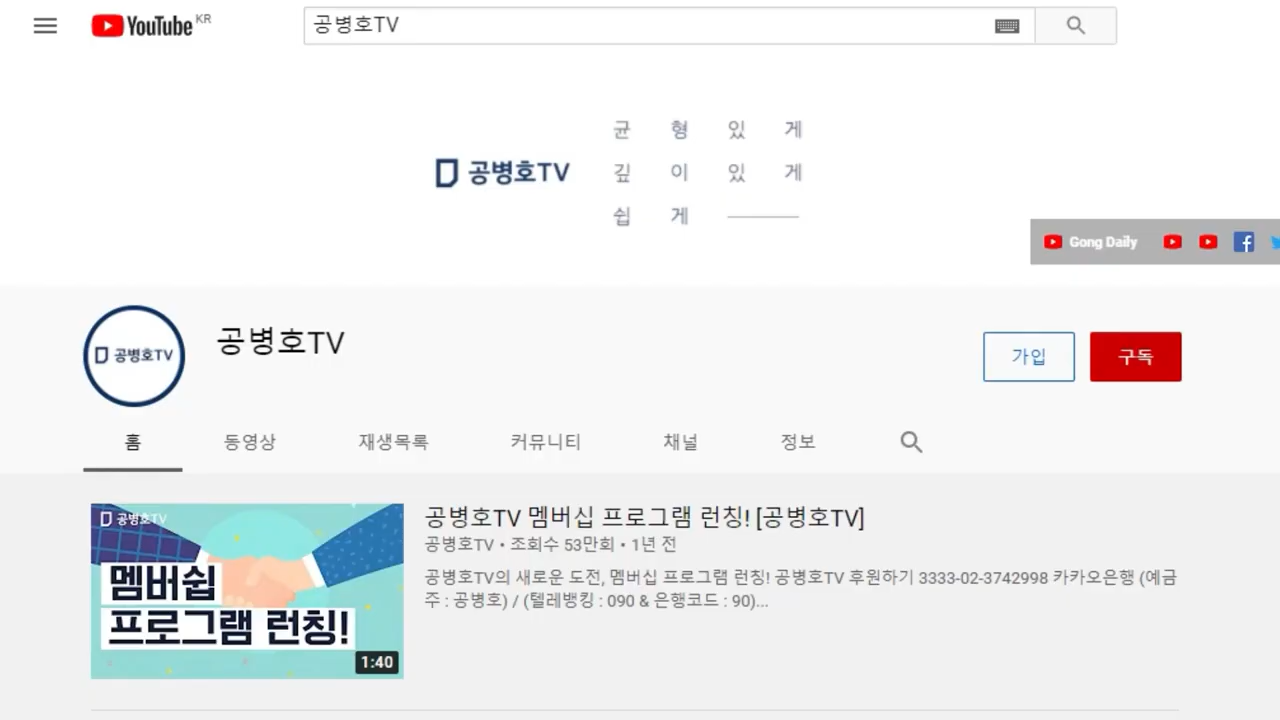 YouTube KR
공병호TV
균 형 있 게
공병호TV
깊 이 있 게
쉽 게
Gong Daily
공병호TV
공병호TV
가입
구독
홈
동영상
재생목록
커뮤니티
채널
정보
공병호TV
멤버쉽
프로그램 런칭!
1:40
공병호TV 멤버십 프로그램 런칭! [공병호TV]
공병호TV • 조회수 53만회 • 1년 전
공병호TV의 새로운 도전, 멤버십 프로그램 런칭! 공병호TV 후원하기 3333-02-3742998 카카오은행 (예금
주 : 공병호) / (텔레뱅킹 : 090 & 은행코드 : 90)...